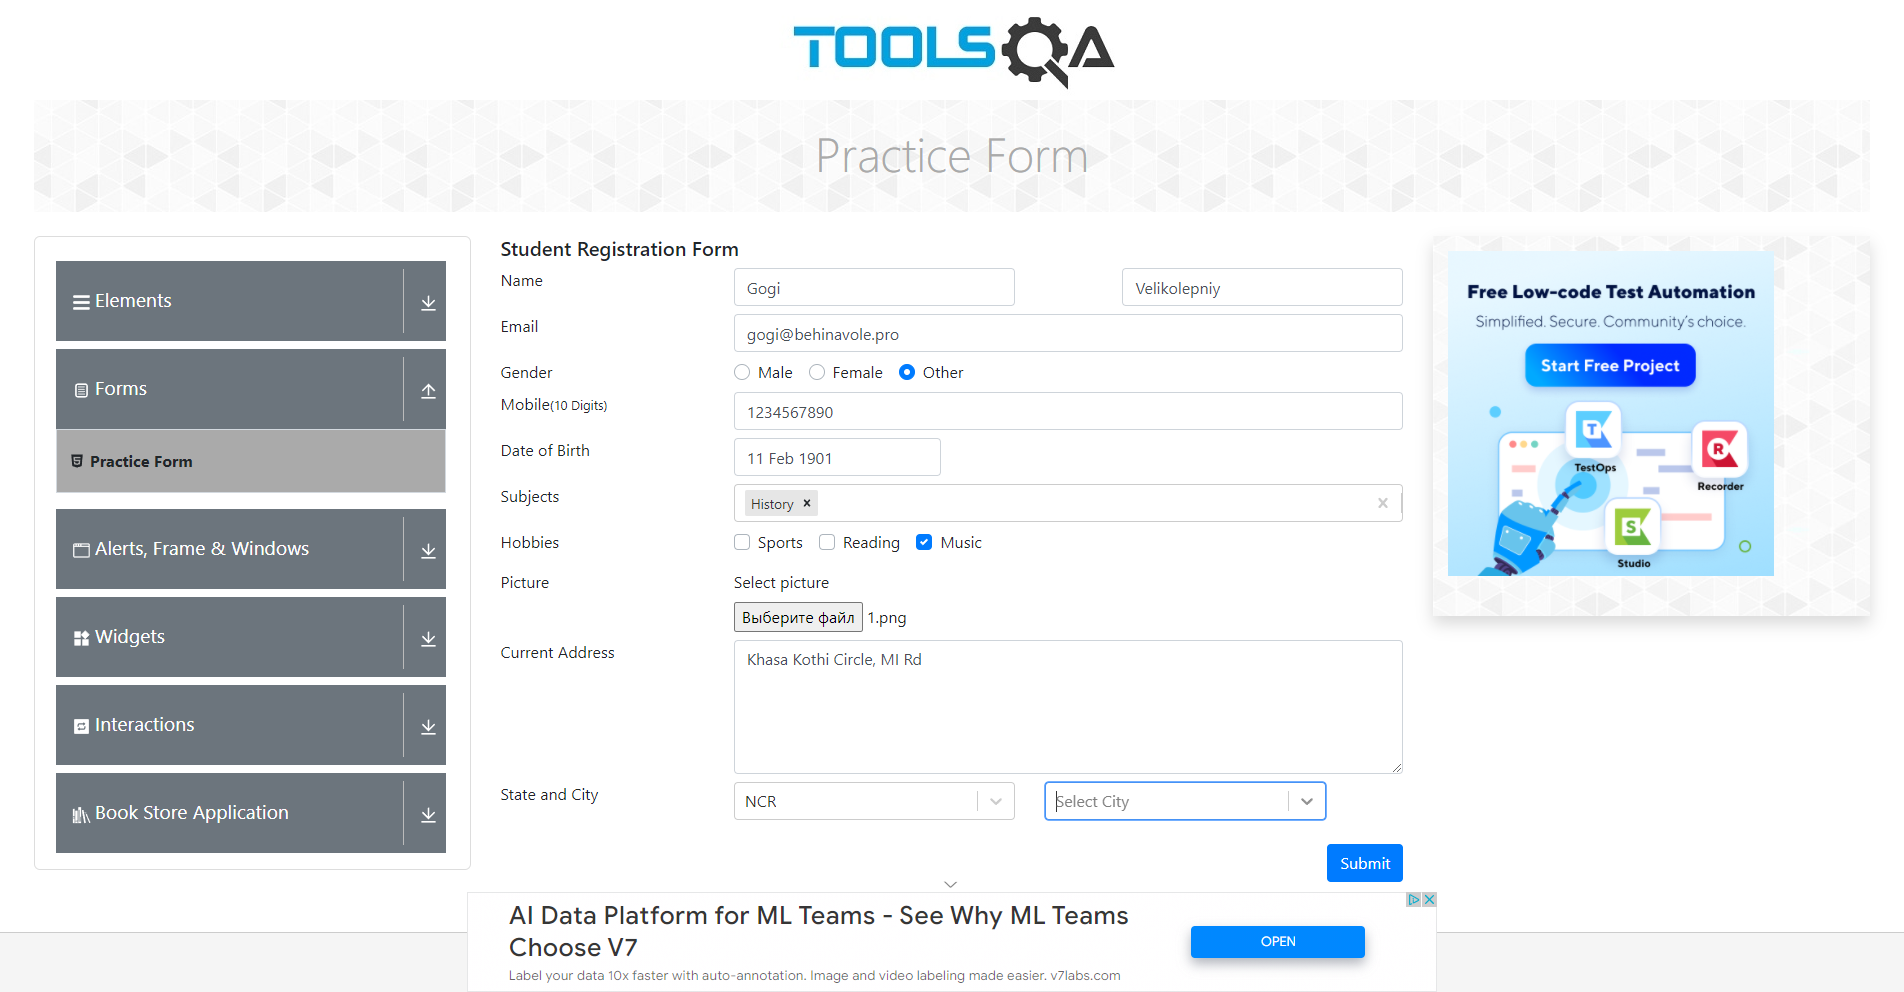 TOOLSQA
Practice Form
Elements
Forms
Practice Form
Alerts, Frame & Windows
Widgets
Interactions
Book Store Application
Student Registration Form
Name
Gogi
Velikolepniy
Email
gogi@behinavole.pro
Gender
Male
Female
Other
Mobile(10 Digits)
1234567890
Date of Birth
11 Feb 1901
Subjects
History
Hobbies
Sports
Reading
Music
Picture
Select picture
Выберите файл 1.png
Current Address
Khasa Kothi Circle, MI Rd
State and City
NCR
Select City
Submit
Free Low-code Test Automation
Simplified. Secure. Community's choice.
Start Free Project
T
TestOps
R
Recorder
S
Studio
AI Data Platform for ML Teams - See Why ML Teams
Choose V7
Label your data 10x faster with auto-annotation. Image and video labeling made easier. v7labs.com
OPEN